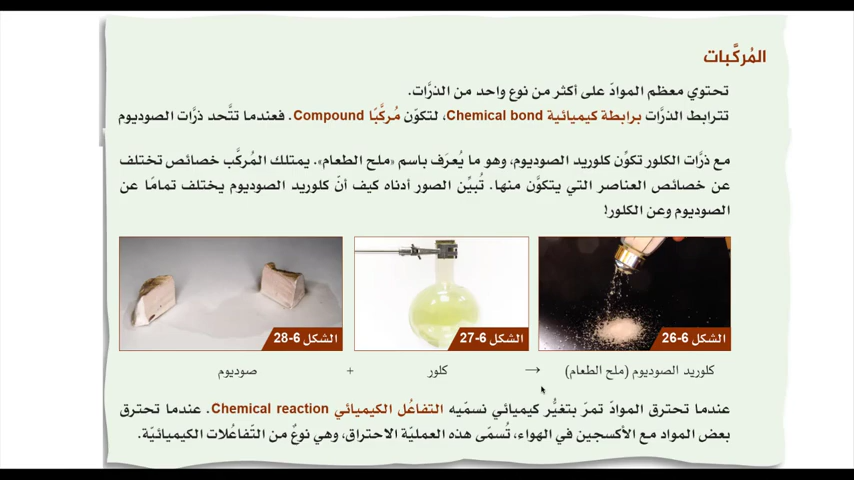 المُركَّبات
تحتوي معظم الموادّ على أكثر من نوع واحد من الذرَّات.
تترابط الذرَّات برابطة كيميائية Chemical bond، لتكوّن مُركَّبًا Compound. فعندما تتَّحد ذرَّات الصوديوم
مع ذرَّات الكلور تكوِّن كلوريد الصوديوم، وهو ما يُعرَف باسم «ملح الطعام». يمتلك المُركَّب خصائص تختلف
عن خصائص العناصر التي يتكوَّن منها. تُبيِّن الصور أدناه كيف أنّ كلوريد الصوديوم يختلف تمامًا عن
الصوديوم وعن الكلور!
الشكل 6-26
الشكل 6-27
الشكل 6-28
كلوريد الصوديوم (ملح الطعام) → كلور + صوديوم
عندما تحترق الموادّ تمرّ بتغيُّر كيميائي نسمّيه التفاعُل الكيميائي Chemical reaction. عندما تحترق
بعض المواد مع الأكسجين في الهواء، تُسمّى هذه العمليّة الاحتراق، وهي نوعٌ من التّفاعُلات الكيميائيّة.